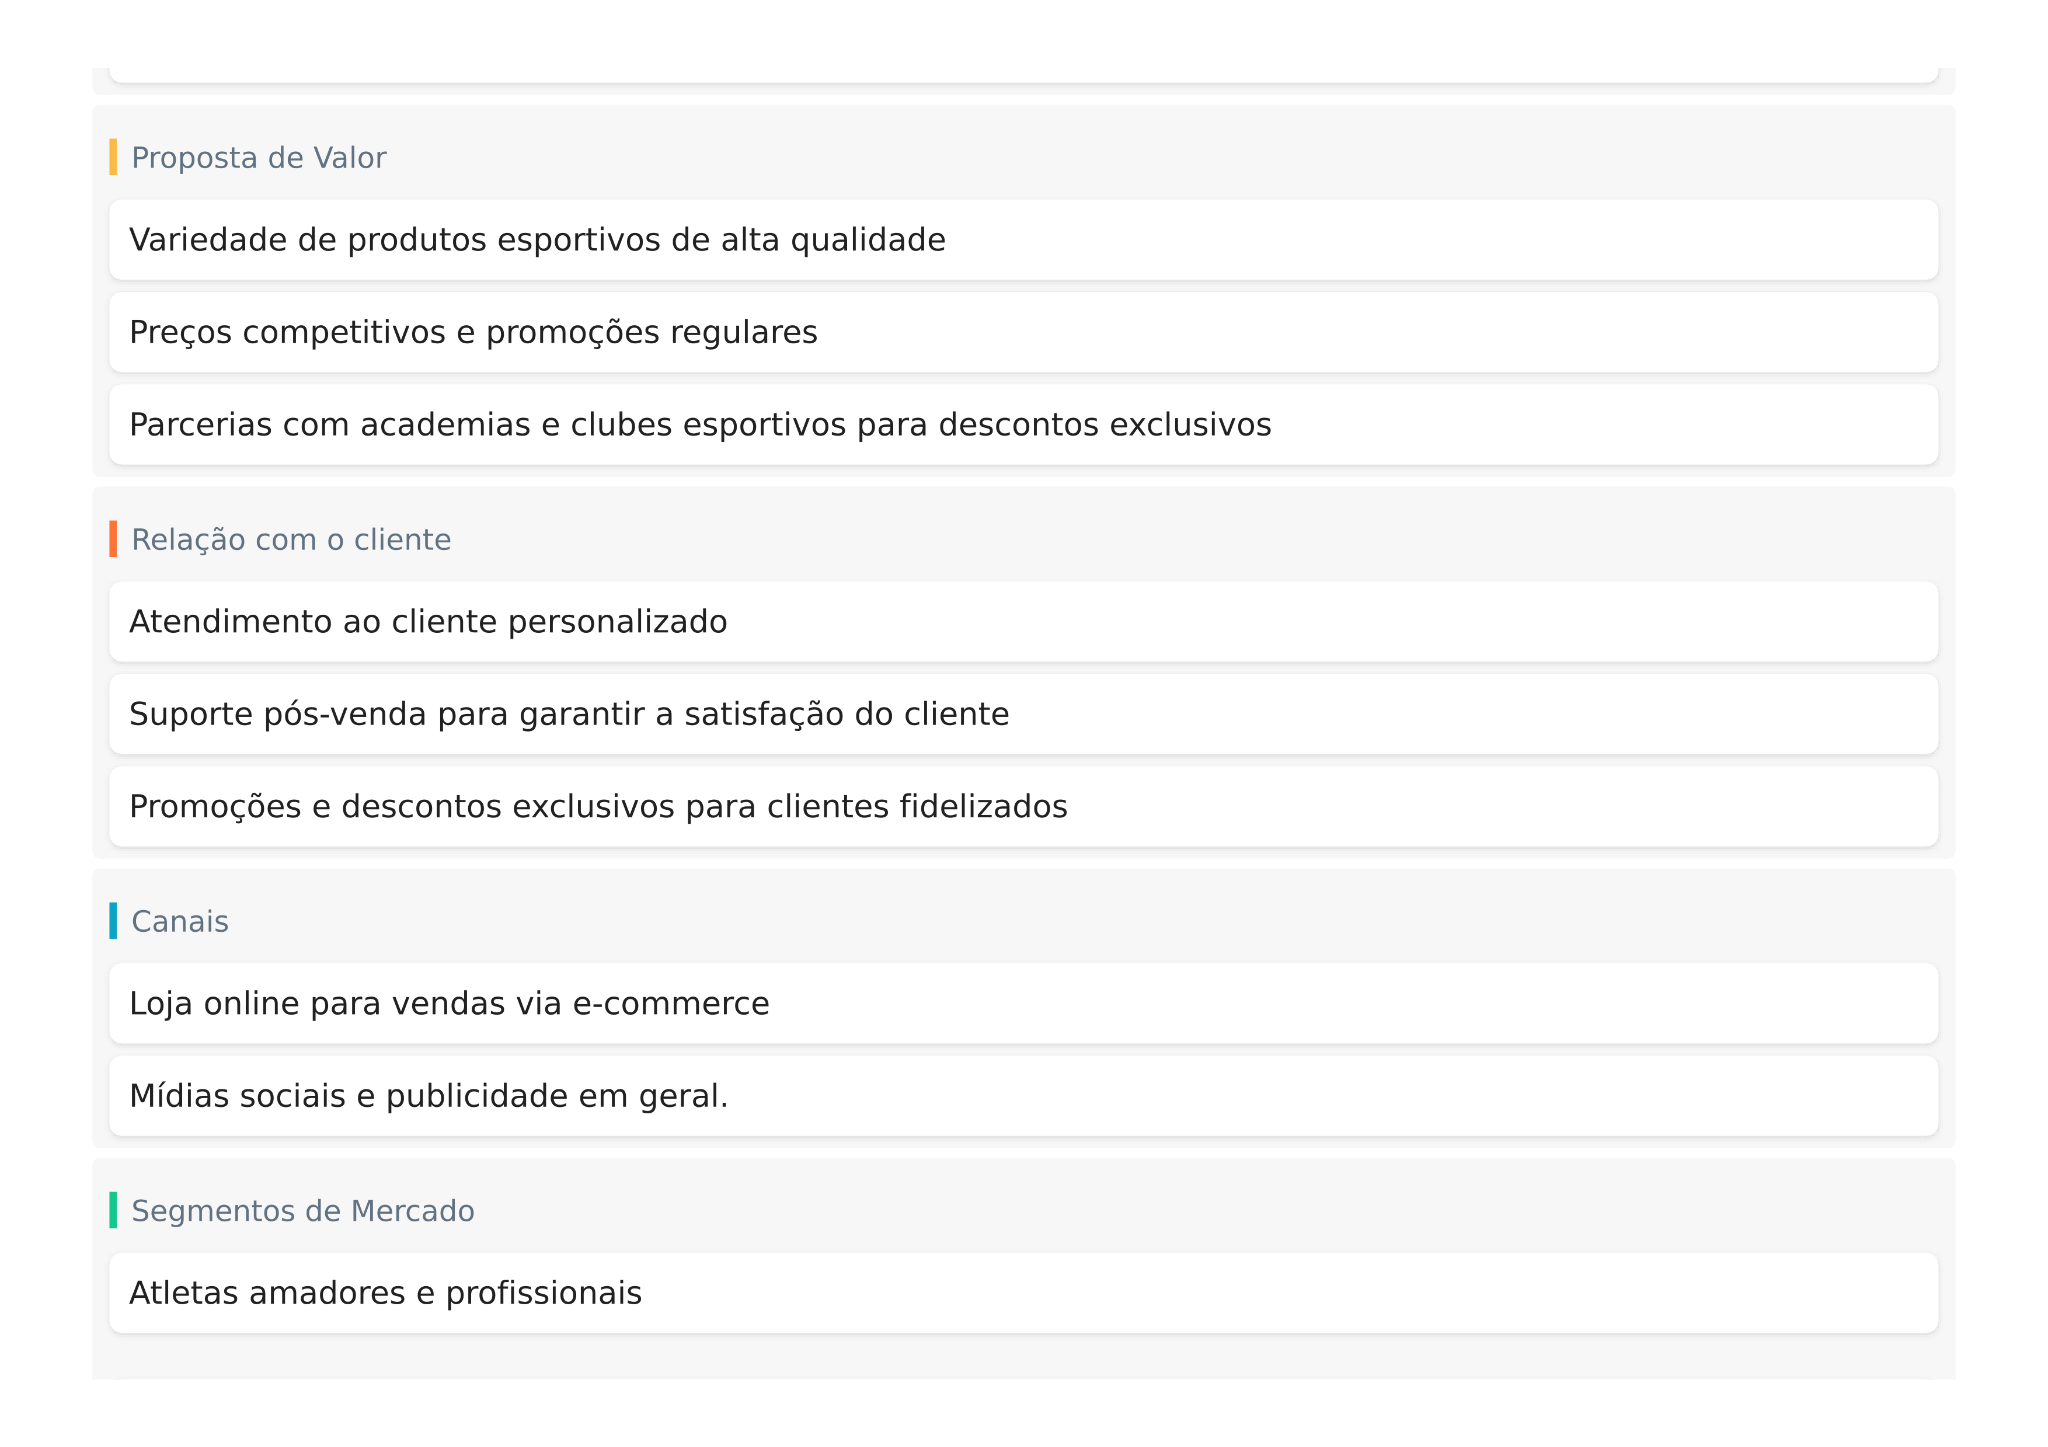 Proposta de Valor
Variedade de produtos esportivos de alta qualidade
Preços competitivos e promoções regulares
Parcerias com academias e clubes esportivos para descontos exclusivos
Relação com o cliente
Atendimento ao cliente personalizado
Suporte pós-venda para garantir a satisfação do cliente
Promoções e descontos exclusivos para clientes fidelizados
Canais
Loja online para vendas via e-commerce
Mídias sociais e publicidade em geral.
Segmentos de Mercado
Atletas amadores e profissionais